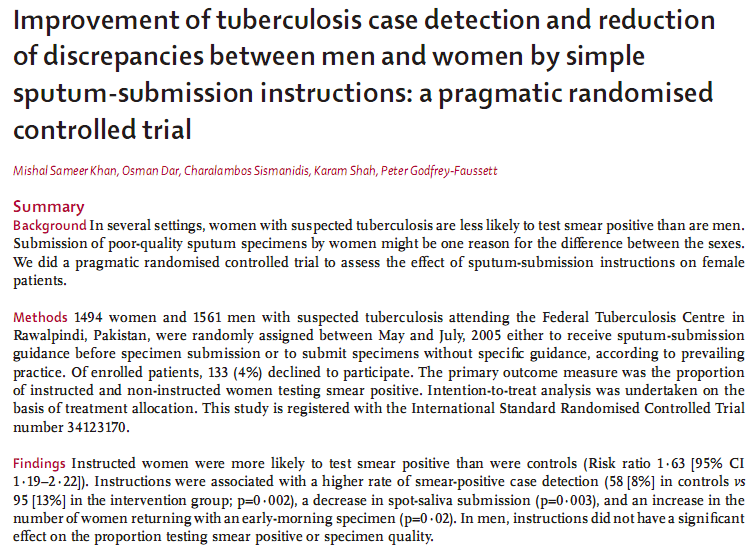 Improvement of tuberculosis case detection and reduction
of discrepancies between men and women by simple
sputum-submission instructions: a pragmatic randomised
controlled trial
Mishal Sameer Khan, Osman Dar, Charalambos Sismanidis, Karam Shah, Peter Godfrey-Faussett
Summary
Background In several settings, women with suspected tuberculosis are less likely to test smear positive than are men.
Submission of poor-quality sputum specimens by women might be one reason for the difference between the sexes.
We did a pragmatic randomised controlled trial to assess the effect of sputum-submission instructions on female
patients.
Methods 1494 women and 1561 men with suspected tuberculosis attending the Federal Tuberculosis Centre in
Rawalpindi, Pakistan, were randomly assigned between May and July, 2005 either to receive sputum-submission
guidance before specimen submission or to submit specimens without specific guidance, according to prevailing
practice. Of enrolled patients, 133 (4%) declined to participate. The primary outcome measure was the proportion
of instructed and non-instructed women testing smear positive. Intention-to-treat analysis was undertaken on the
basis of treatment allocation. This study is registered with the International Standard Randomised Controlled Trial
number 34123170.
Findings Instructed women were more likely to test smear positive than were controls (Risk ratio 1·63 [95% CI
1·19–2·22]). Instructions were associated with a higher rate of smear-positive case detection (58 [8%] in controls vs
95 [13%] in the intervention group; p=0·002), a decrease in spot-saliva submission (p=0·003), and an increase in the
number of women returning with an early-morning specimen (p=0·02). In men, instructions did not have a significant
effect on the proportion testing smear positive or specimen quality.